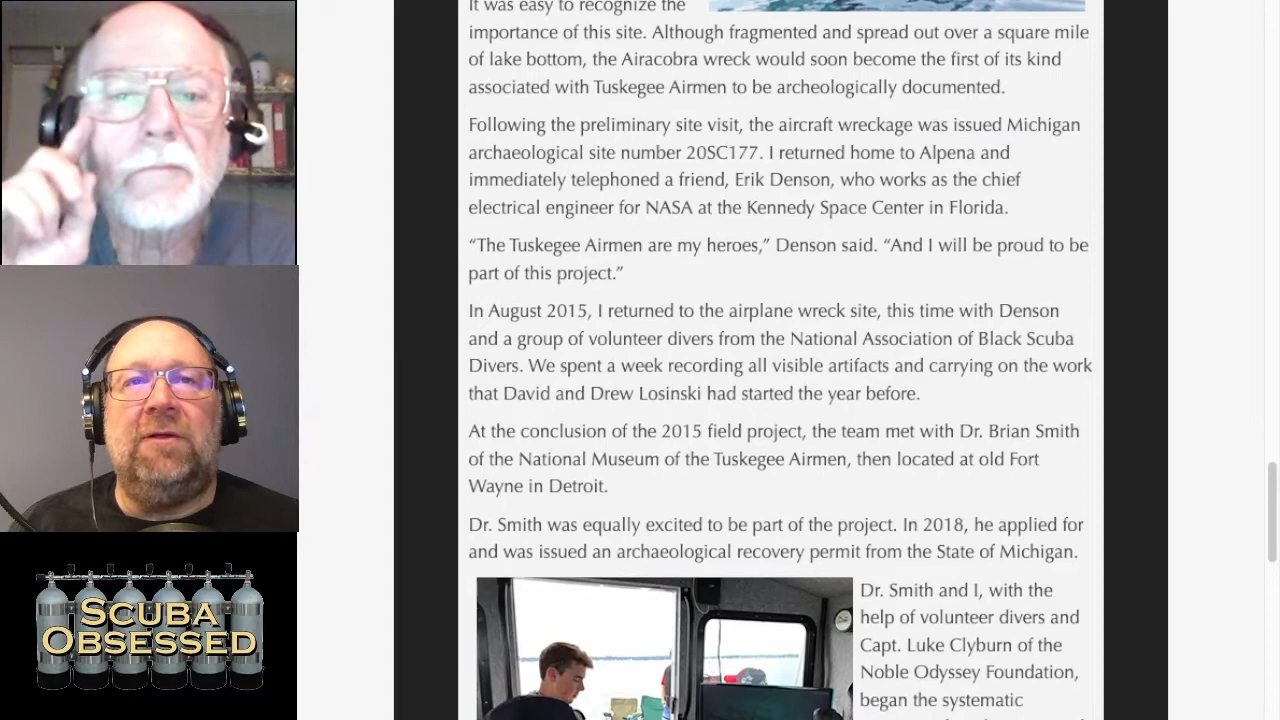 It was easy to recognize the
importance of this site. Although fragmented and spread out over a square mile
of lake bottom, the Airacobra wreck would soon become the first of its kind
associated with Tuskegee Airmen to be archeologically documented.
Following the preliminary site visit, the aircraft wreckage was issued Michigan
archaeological site number 20SC177. I returned home to Alpena and
immediately telephoned a friend, Erik Denson, who works as the chief
electrical engineer for NASA at the Kennedy Space Center in Florida.
“The Tuskegee Airmen are my heroes,” Denson said. “And I will be proud to be
part of this project.”
In August 2015, I returned to the airplane wreck site, this time with Denson
and a group of volunteer divers from the National Association of Black Scuba
Divers. We spent a week recording all visible artifacts and carrying on the work
that David and Drew Losinski had started the year before.
At the conclusion of the 2015 field project, the team met with Dr. Brian Smith
of the National Museum of the Tuskegee Airmen, then located at old Fort
Wayne in Detroit.
Dr. Smith was equally excited to be part of the project. In 2018, he applied for
and was issued an archaeological recovery permit from the State of Michigan.
Dr. Smith and I, with the
help of volunteer divers and
Capt. Luke Clyburn of the
Noble Odyssey Foundation,
began the systematic
SCUBA
OBSESSED